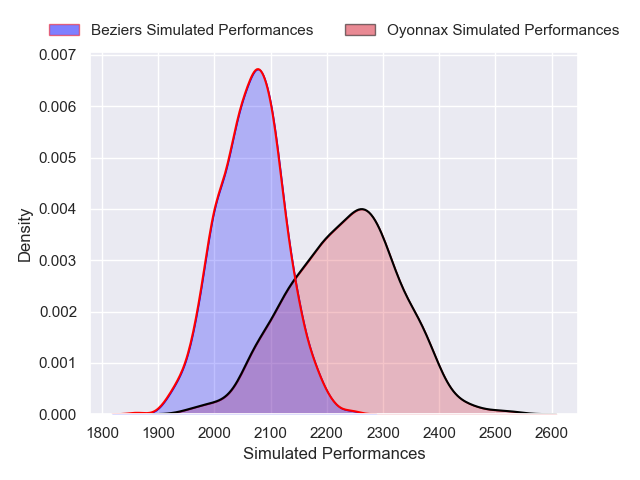 Beziers Simulated Performances Oyonnax Simulated Performances
0.007
0.006
0.005
0.004
0.003
0.002
0.001
0.000
Density
1800 1900 2000 2100 2200 2300 2400 2500 2600
Simulated Performances